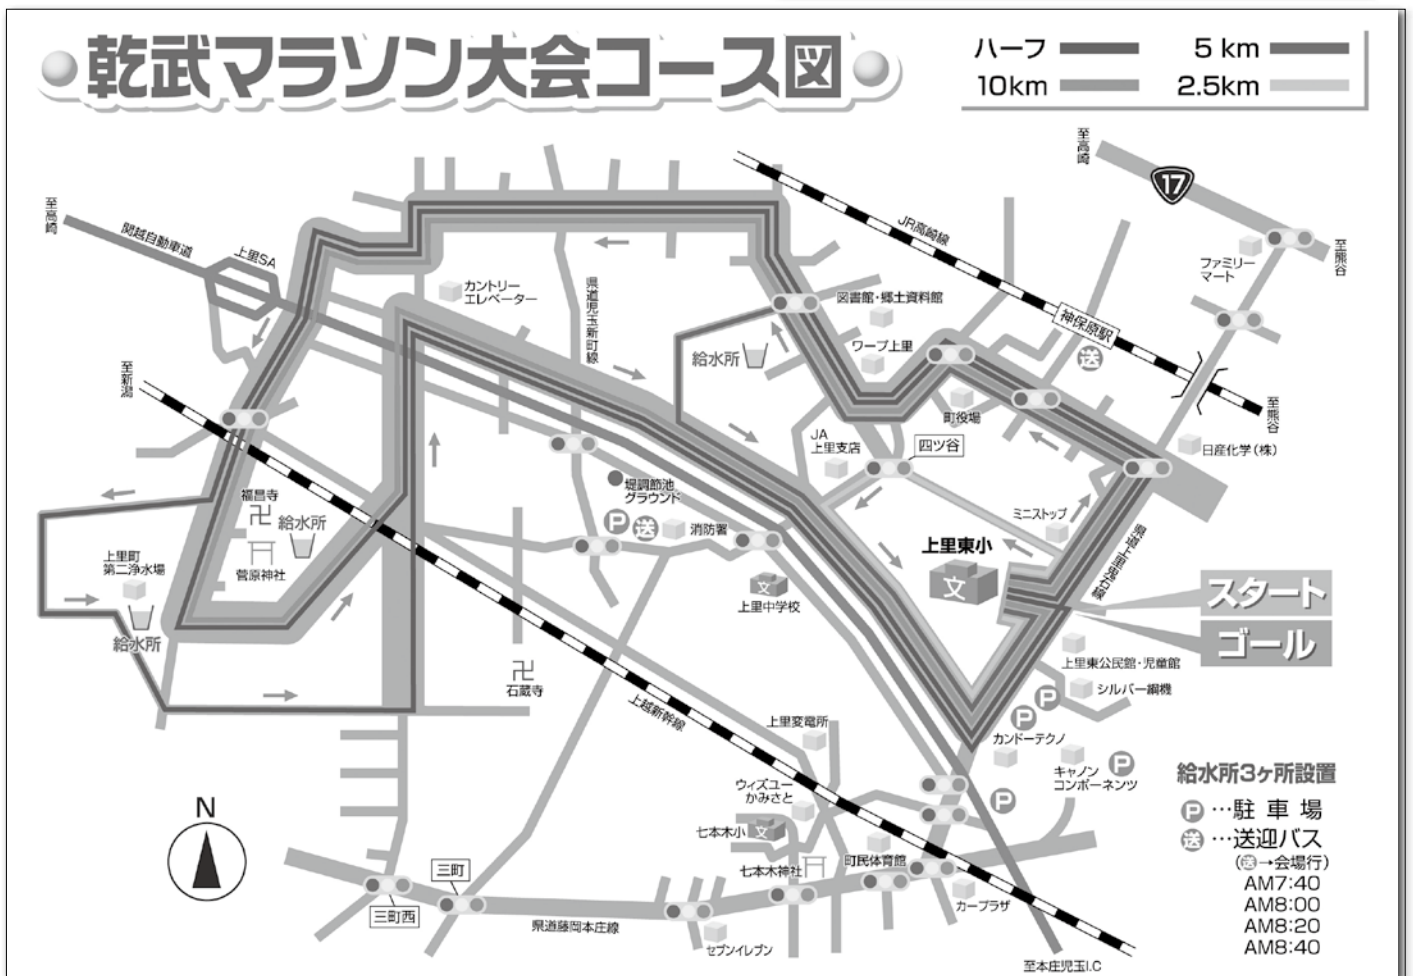 乾武マラソン大会コース図
ハーフ
5 km
10km
2.5km
至高崎
17
至熊谷
ファミリー
マート
JR高崎線
神保原駅
送
至熊谷
日産化学(株)
至高崎
関越自動車道
上里SA
カントリー
エレベーター
県道児玉新町線
図書館・郷土資料館
給水所
ワープ上里
町役場
JA
上里支店
四ツ谷
至新潟
堤調節池
グラウンド
P
送
消防署
ミニストップ
県道上里鬼石線
上里東小
文
スタート
ゴール
福昌寺
卍
給水所
菅原神社
上里町
第二浄水場
給水所
文
上里中学校
卍
石蔵寺
上越新幹線
上里東公民館・児童館
シルバー鋼機
P
P
カンドーテクノ
キャノン
コンポーネンツ
P
P
上里変電所
ウィズユー
かみさと
七本木小
文
七本木神社
町民体育館
カープラザ
三町
三町西
県道藤岡本庄線
セブンイレブン
至本庄児玉I.C
N
給水所3ヶ所設置
P…駐車場
送…送迎バス
(送→会場行)
AM7:40
AM8:00
AM8:20
AM8:40